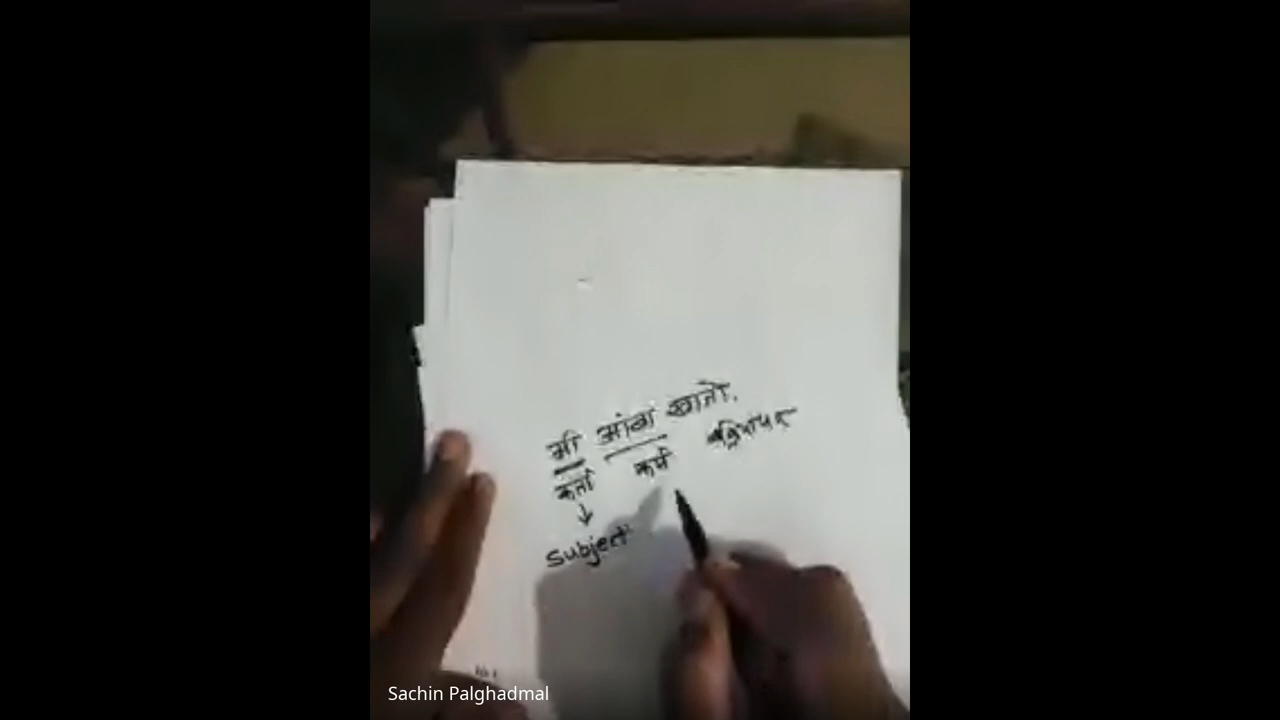 मी आंबा खातो.
कर्ता कर्म क्रियापद
↓
Subject
Sachin Palghadmal